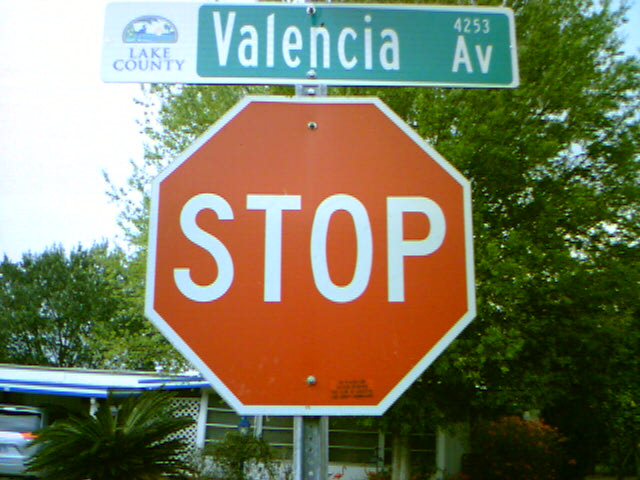 LAKE
COUNTY
Valencia Av
4253
STOP